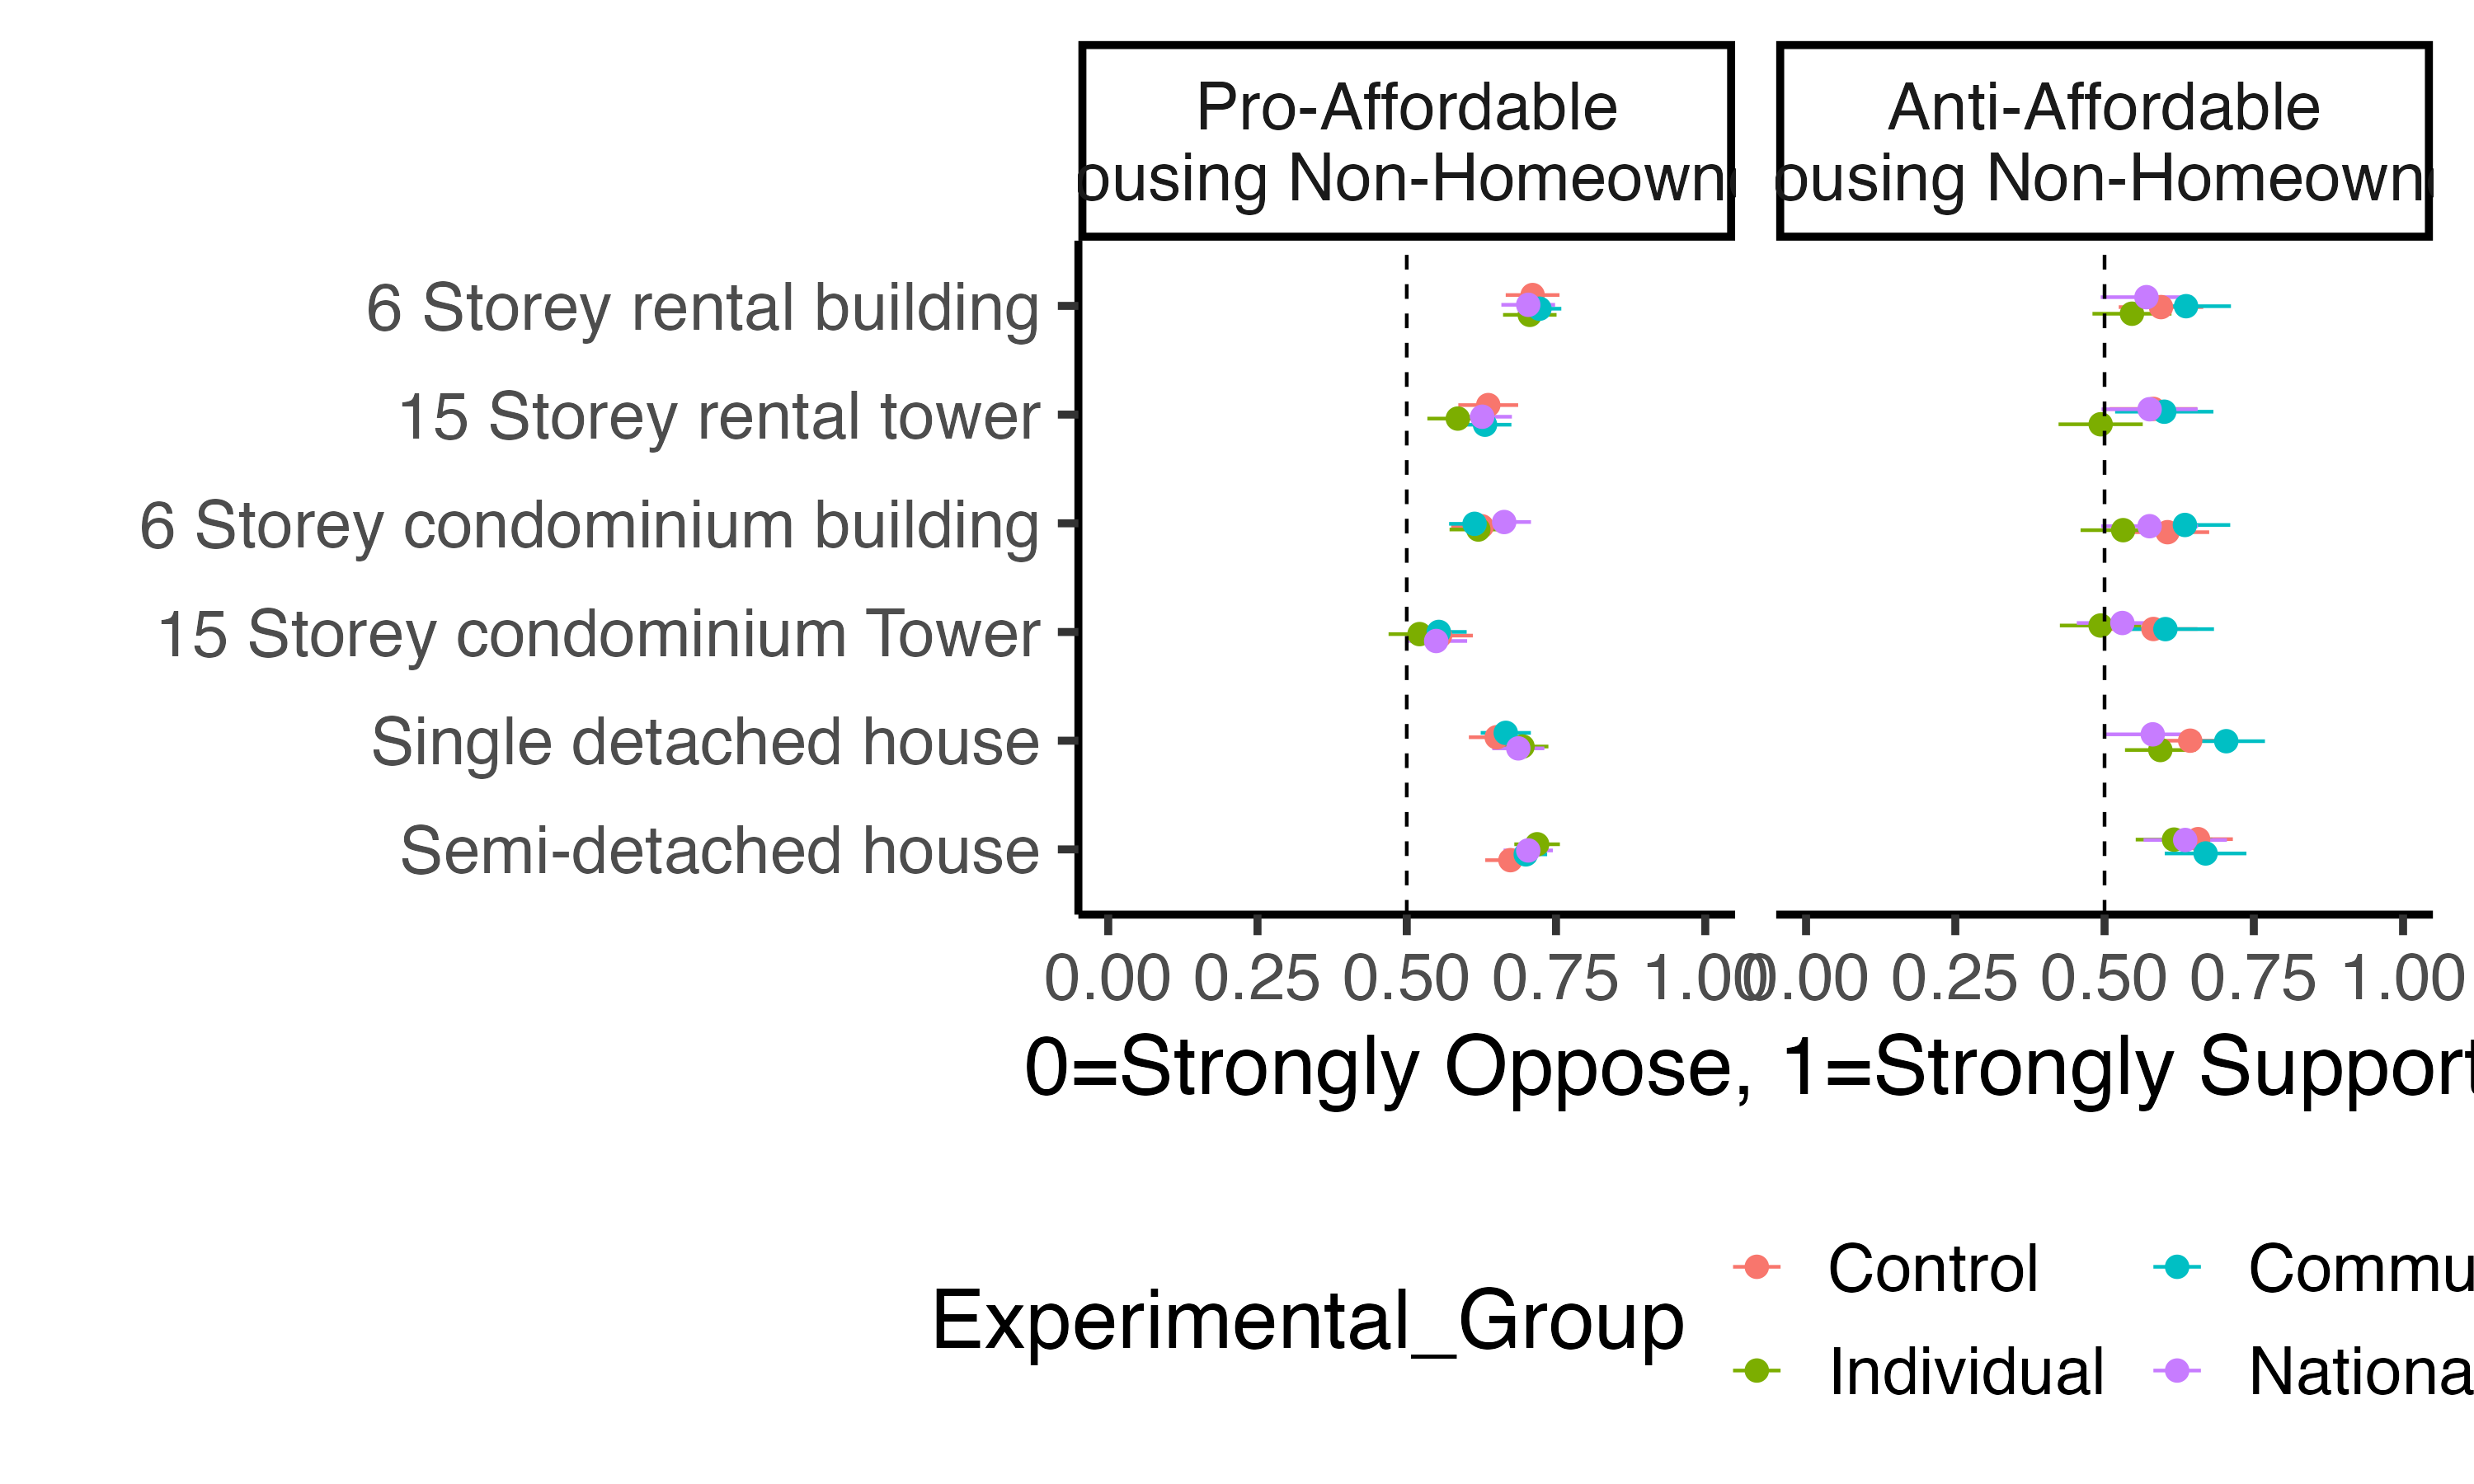 Pro-Affordable
ousing Non-Homeown
Anti-Affordable
ousing Non-Homeown
6 Storey rental building
15 Storey rental tower
6 Storey condominium building
15 Storey condominium Tower
Single detached house
Semi-detached house
0.00 0.25 0.50 0.75 1.00
0.00 0.25 0.50 0.75 1.00
0=Strongly Oppose, 1=Strongly Support
Experimental_Group
Control
Individual
Commu
Nationa